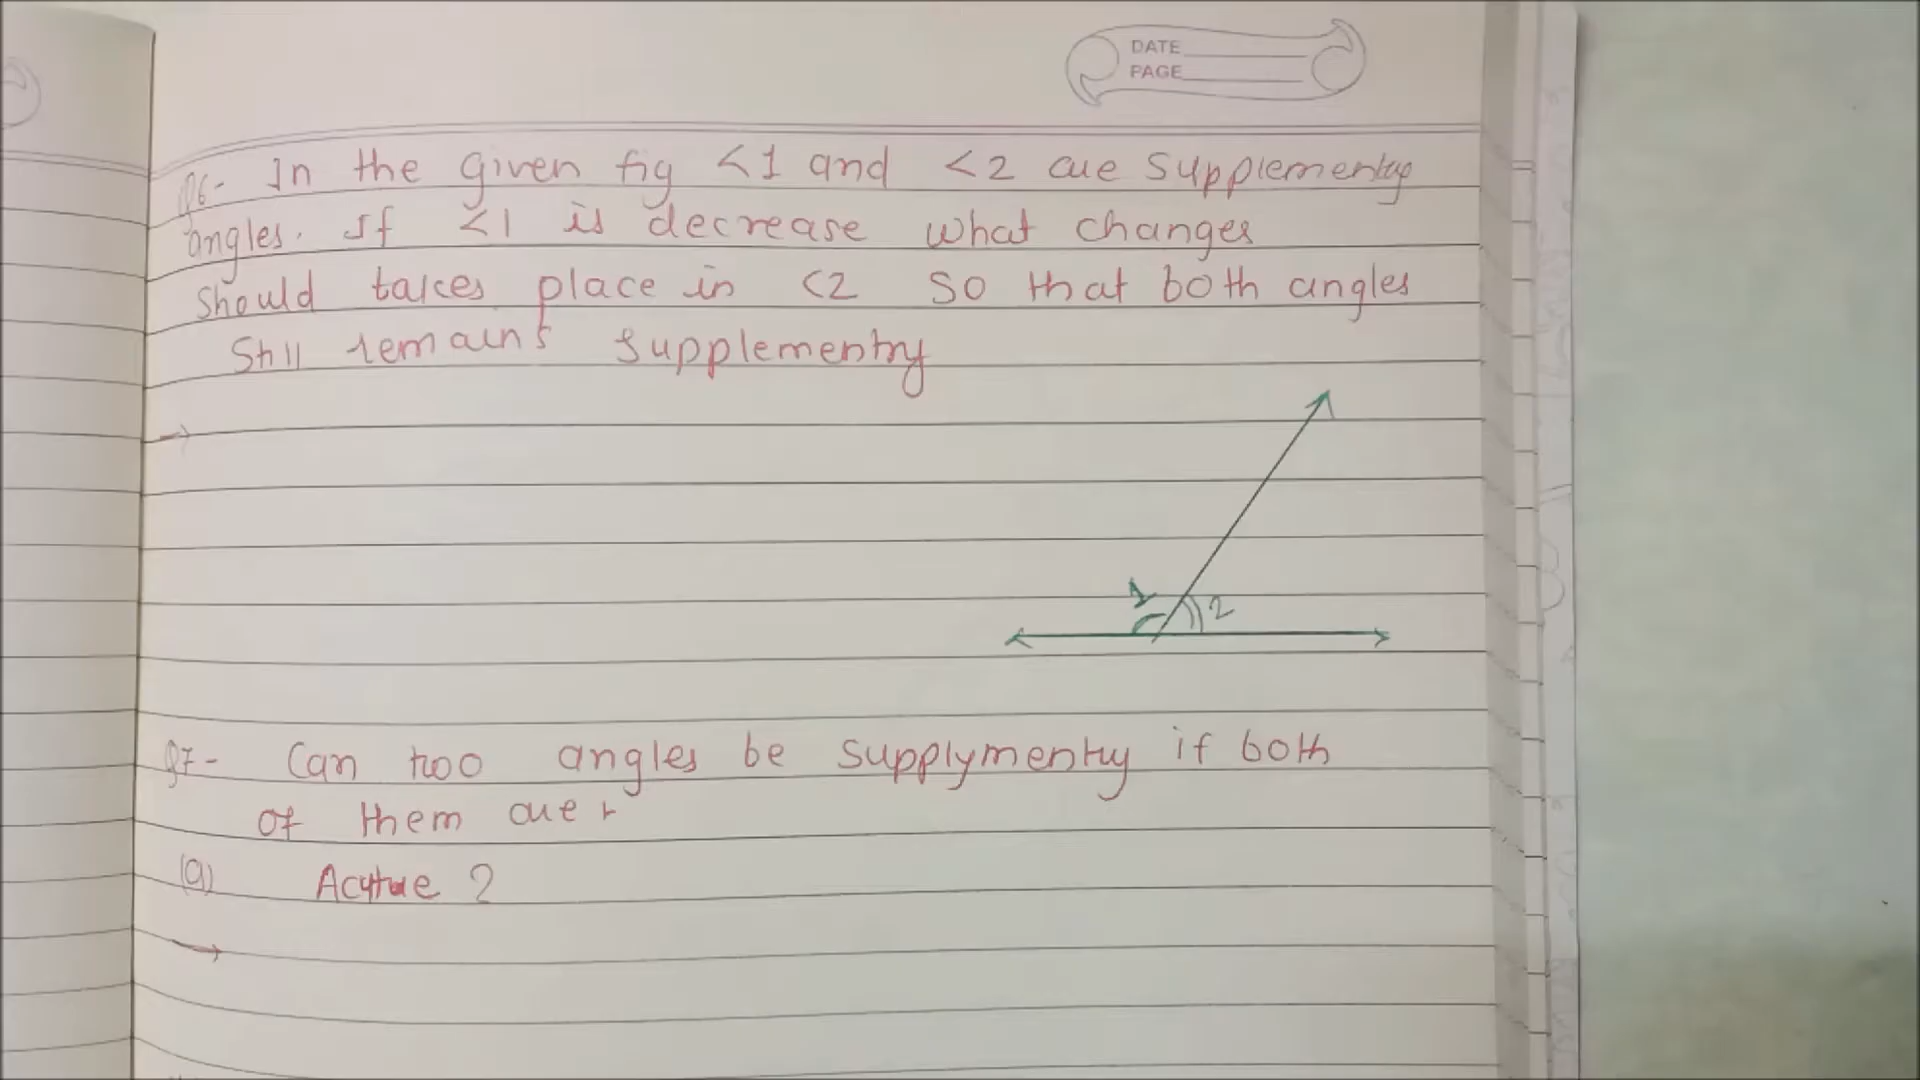 DATE
PAGE
Q6- In the given fig <1 and <2 are Supplementry
angles. If <1 is decrease what changes
Should takes place in <2 so that both angles
Still remains supplementry
1
2
Q7- Can two angles be supplymentry if both
of them are
(a) Acute ?